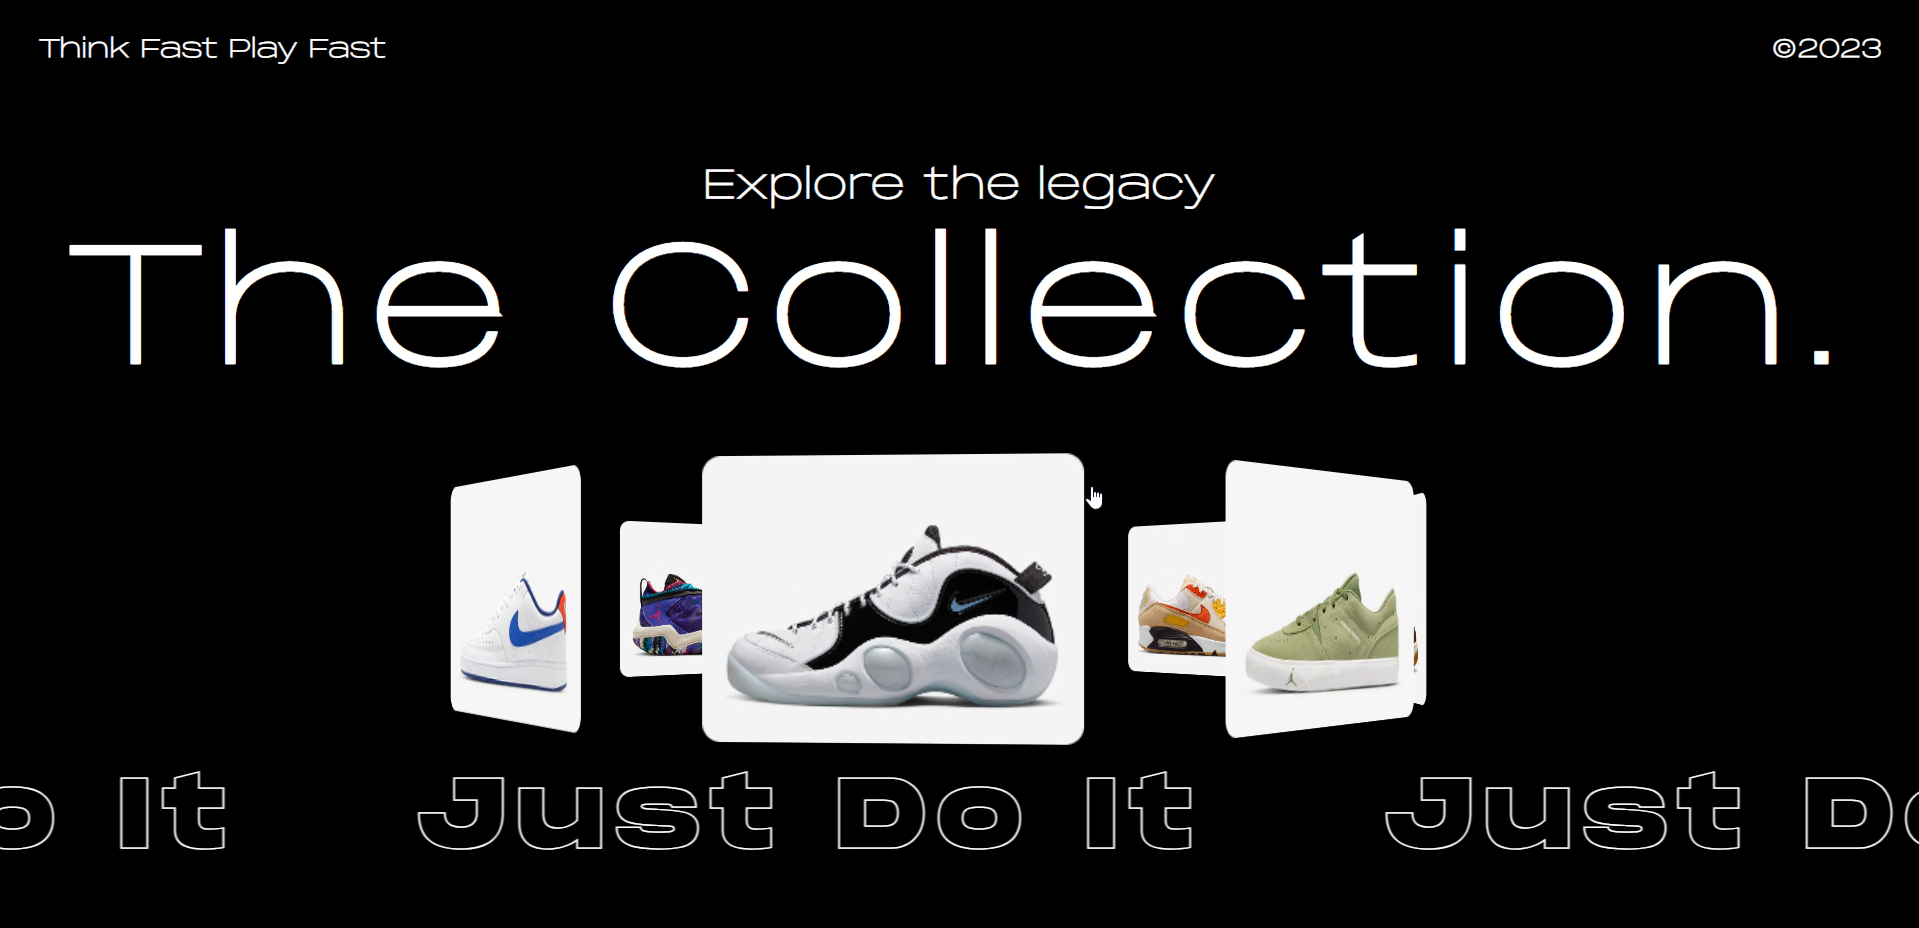 Think Fast Play Fast
©2023
Explore the legacy
The Collection.
o It Just Do It Just Do